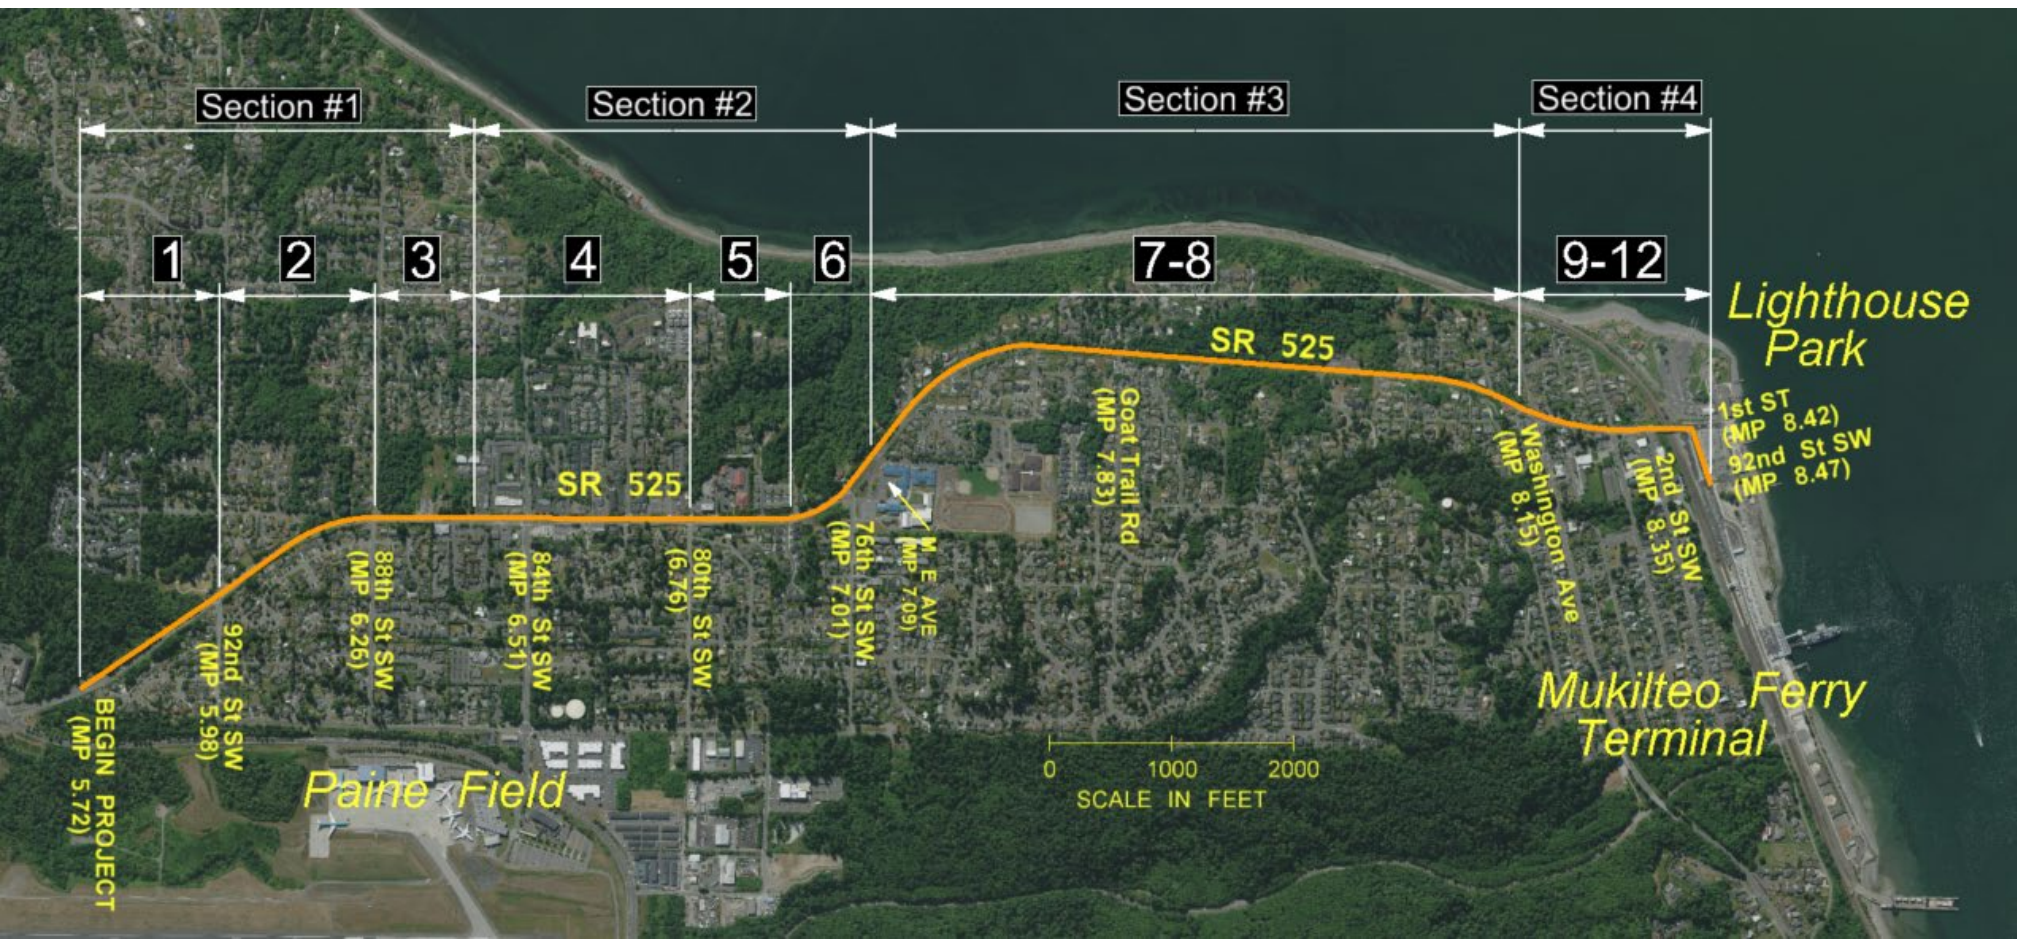 Section #1
Section #2
Section #3
Section #4
1
2
3
4
5
6
7-8
9-12
Lighthouse
Park
SR 525
SR 525
1st ST
(MP 8.42)
92nd St SW
(MP 8.47)
Goat Trail Rd
(MP 7.83)
Washington Ave
(MP 8.15)
2nd St SW
(MP 8.35)
M E AVE
(MP 7.09)
76th St SW
(MP 7.01)
80th St SW
(6.76)
84th St SW
(MP 6.51)
88th St SW
(MP 6.26)
92nd St SW
(MP 5.98)
BEGIN PROJECT
(MP 5.72)
Mukilteo Ferry
Terminal
Paine Field
0 1000 2000
SCALE IN FEET